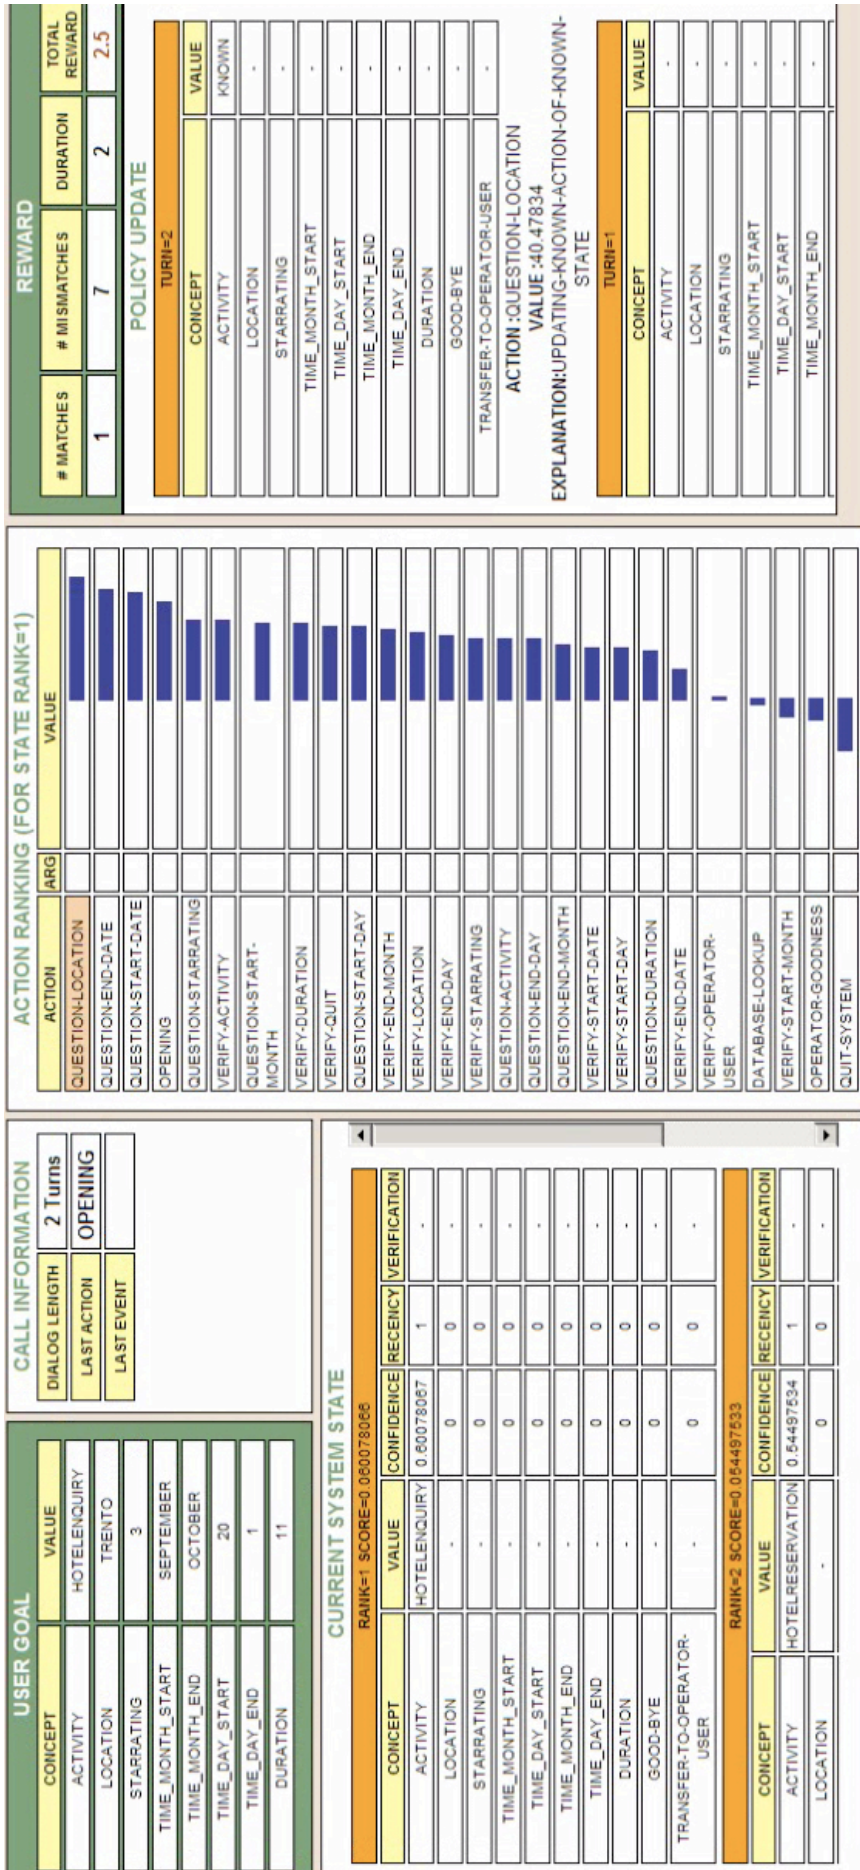 USER GOAL
CONCEPT VALUE
ACTIVITY HOTELENQUIRY
LOCATION TRENTO
STARRATING 3
TIME_MONTH_START SEPTEMBER
TIME_MONTH_END OCTOBER
TIME_DAY_START 20
TIME_DAY_END 1
DURATION 11
CALL INFORMATION
DIALOG LENGTH 2 Turns
LAST ACTION OPENING
LAST EVENT
CURRENT SYSTEM STATE
RANK=1 SCORE=0.060078066
CONCEPT VALUE CONFIDENCE RECENCY VERIFICATION
ACTIVITY HOTELENQUIRY 0.60078067 1 -
LOCATION - 0 0 -
STARRATING - 0 0 -
TIME_MONTH_START - 0 0 -
TIME_DAY_START - 0 0 -
TIME_MONTH_END - 0 0 -
TIME_DAY_END - 0 0 -
DURATION - 0 0 -
GOOD-BYE - 0 0 -
TRANSFER-TO-OPERATOR-
USER - 0 0 -
RANK=2 SCORE=0.054497533
CONCEPT VALUE CONFIDENCE RECENCY VERIFICATION
ACTIVITY HOTELRESERVATION 0.54497534 1 -
LOCATION - 0 0 -
ACTION RANKING (FOR STATE RANK=1)
ACTION ARG VALUE
QUESTION-LOCATION
QUESTION-END-DATE
QUESTION-START-DATE
OPENING
QUESTION-STARRATING
VERIFY-ACTIVITY
QUESTION-START-
MONTH
VERIFY-DURATION
VERIFY-QUIT
QUESTION-START-DAY
VERIFY-END-MONTH
VERIFY-LOCATION
VERIFY-END-DAY
VERIFY-STARRATING
QUESTION-ACTIVITY
QUESTION-END-DAY
QUESTION-END-MONTH
VERIFY-START-DATE
VERIFY-START-DAY
QUESTION-DURATION
VERIFY-END-DATE
VERIFY-OPERATOR-
USER
DATABASE-LOOKUP
VERIFY-START-MONTH
OPERATOR-GOODNESS
QUIT-SYSTEM
REWARD
# MATCHES # MISMATCHES DURATION TOTAL REWARD
1 7 2 2.5
POLICY UPDATE
TURN=2
CONCEPT VALUE
ACTIVITY KNOWN
LOCATION -
STARRATING -
TIME_MONTH_START -
TIME_DAY_START -
TIME_MONTH_END -
TIME_DAY_END -
DURATION -
GOOD-BYE -
TRANSFER-TO-OPERATOR-USER -
ACTION:QUESTION-LOCATION
VALUE:40.47834
EXPLANATION:UPDATING-KNOWN-ACTION-OF-KNOWN-
STATE
TURN=1
CONCEPT VALUE
ACTIVITY -
LOCATION -
STARRATING -
TIME_MONTH_START -
TIME_DAY_START -
TIME_MONTH_END -